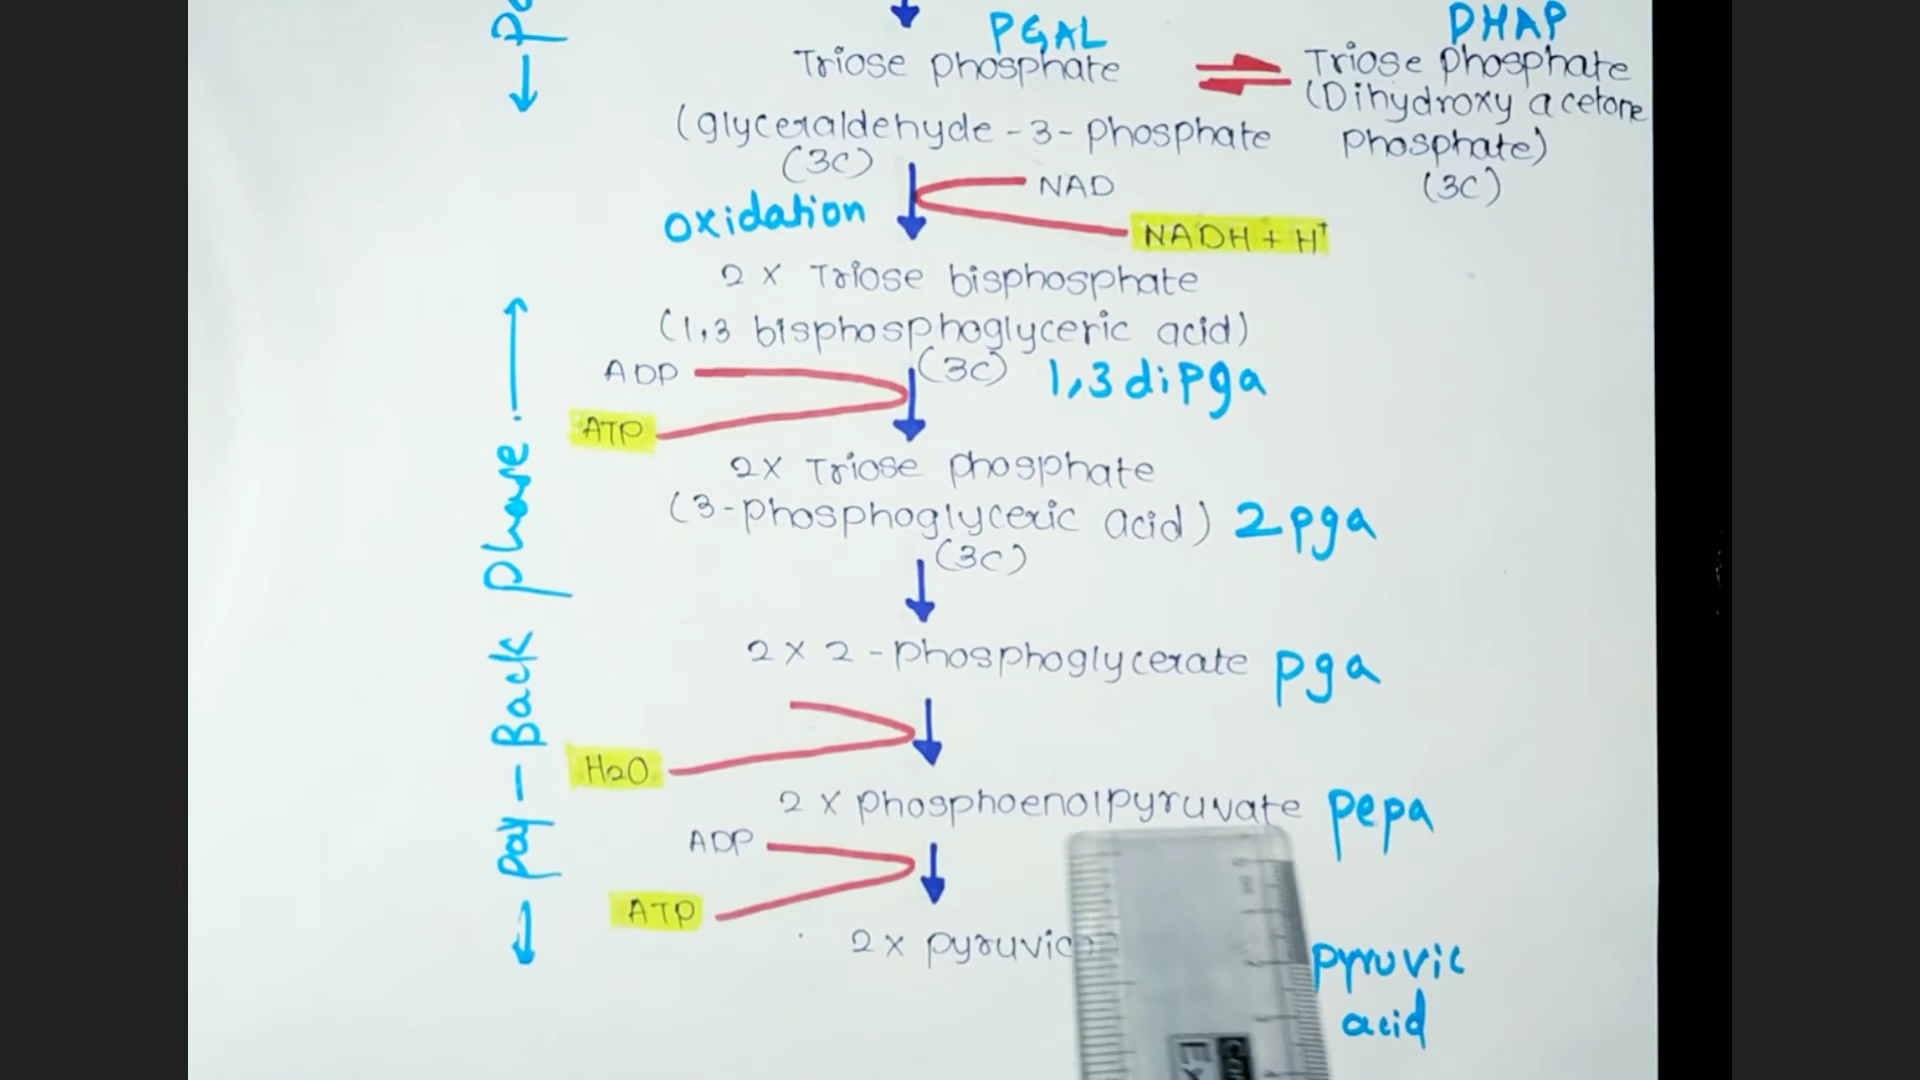 PGAL
DHAP
Triose phosphate
Triose phosphate
(Dihydroxy acetone
phosphate)
(3C)
(glyceraldehyde-3-phosphate
(3C)
NAD
oxidation
NADH + H+
2 x Triose bisphosphate
(1,3 bisphosphoglyceric acid)
(3C)
1,3 dipga
ADP
ATP
2x Triose phosphate
(3-phosphoglyceric acid)
2pga
(3C)
2 x 2-phosphoglycerate
pga
H2O
2 x phosphoenolpyruvate
pepa
ADP
ATP
2 x pyruvic
pyruvic
acid
Pay-Back phase